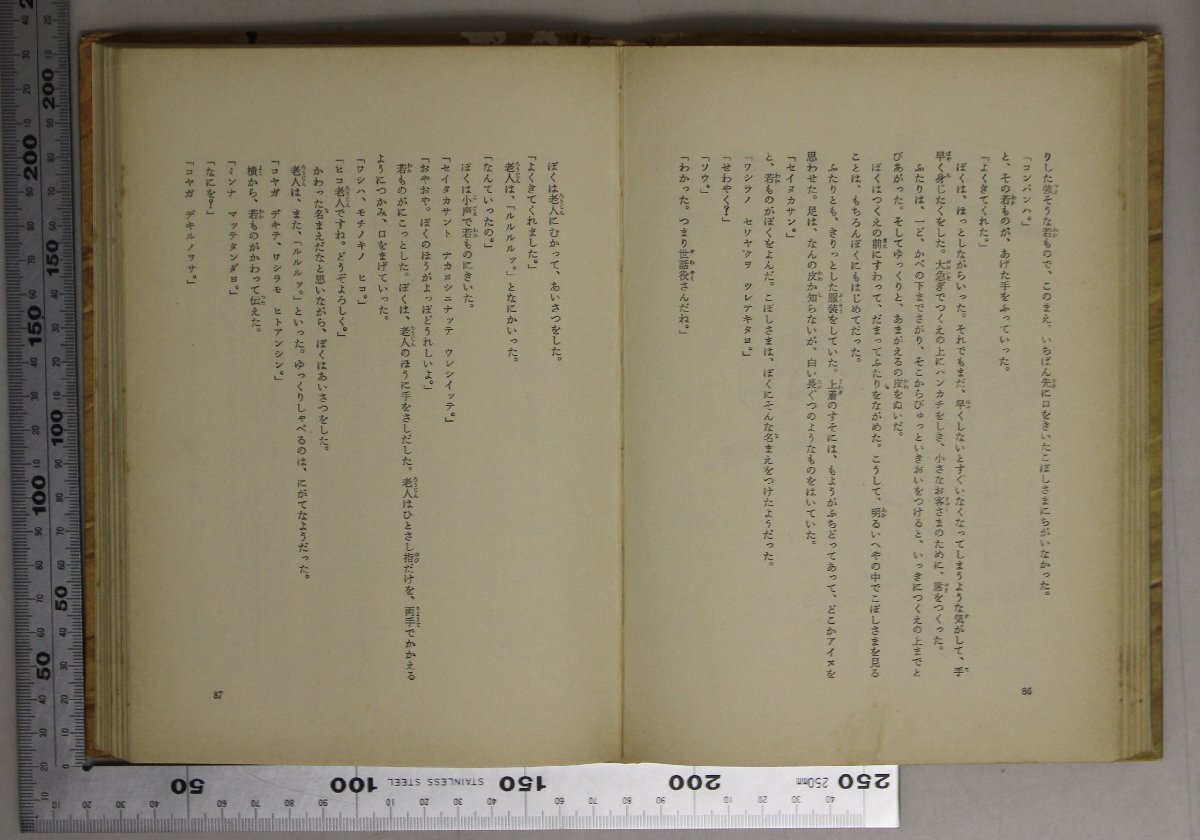 りした強そうな若もので、このまえ、いちばん先に口をきいたこぼしさまにちがいなかった。
「コンバンハ。」
と、その若ものが、あげた手をふっていった。
「よくきてくれた。」
ぼくは、ほっとしながらいった。それでもまだ、早くしないとすぐいなくなってしまうような気がして、手
早く身じたくをした。大急ぎでつくえの上にハンカチをしき、小さなお客さまのために、席をつくった。
ふたりは、一ど、かべの下までさがり、そこからぴゅっといきおいをつけると、いっきにつくえの上までと
びあがった。そしてゆっくりと、あまがえるの皮をぬいだ。
ぼくはつくえの前にすわって、だまってふたりをながめた。こうして、明るいへやの中でこぼしさまを見る
ことは、もちろんぼくにもはじめてだった。
ふたりとも、きりっとした服装をしていた。上着のすそには、もようがふちどってあって、どこかアイヌを
思わせた。足は、なんの皮か知らないが、白い長ぐつのようなものをはいていた。
「セイタカサン。」
と、若ものがぼくをよんだ。こぼしさまは、ぼくにそんな名まえをつけたようだった。
「ワシラノ セワヤクヲ ツレテキタヨ。」
「せわやく?」
「ソウ。」
「わかった。つまり世話役さんだね。」
86
ぼくは老人にむかって、あいさつをした。
「よくきてくれました。」
老人は、「ルルルルッ。」となにかいった。
「なんていったの。」
ぼくは小声で若ものにきいた。
「セイタカサント ナカヨシニナッテ ウレシイッテ。」
「おやおや。ぼくのほうがよっぽどうれしいよ。」
若ものがにこっとした。ぼくは、老人のほうに手をさしだした。老人はひとさし指だけを、両手でかかえる
ようにつかみ、口をまげていった。
「ワシハ、モチノキノ ヒコ。」
「ヒコ老人ですね。どうぞよろしく。」
かわった名まえだなと思いながら、ぼくはあいさつをした。
老人は、また、「ルルルッ。」といった。ゆっくりしゃべるのは、にがてなようだった。
「コヤガ デキテ、ワシラモ ヒトアンシン。」
横から、若ものがかわって伝えた。
「ミンナ マッテタンダヨ。」
「なにを?」
「コヤガ デキルノヲサ。」
87
50
100
STAINLESS STEEL
150
200
250mm
250